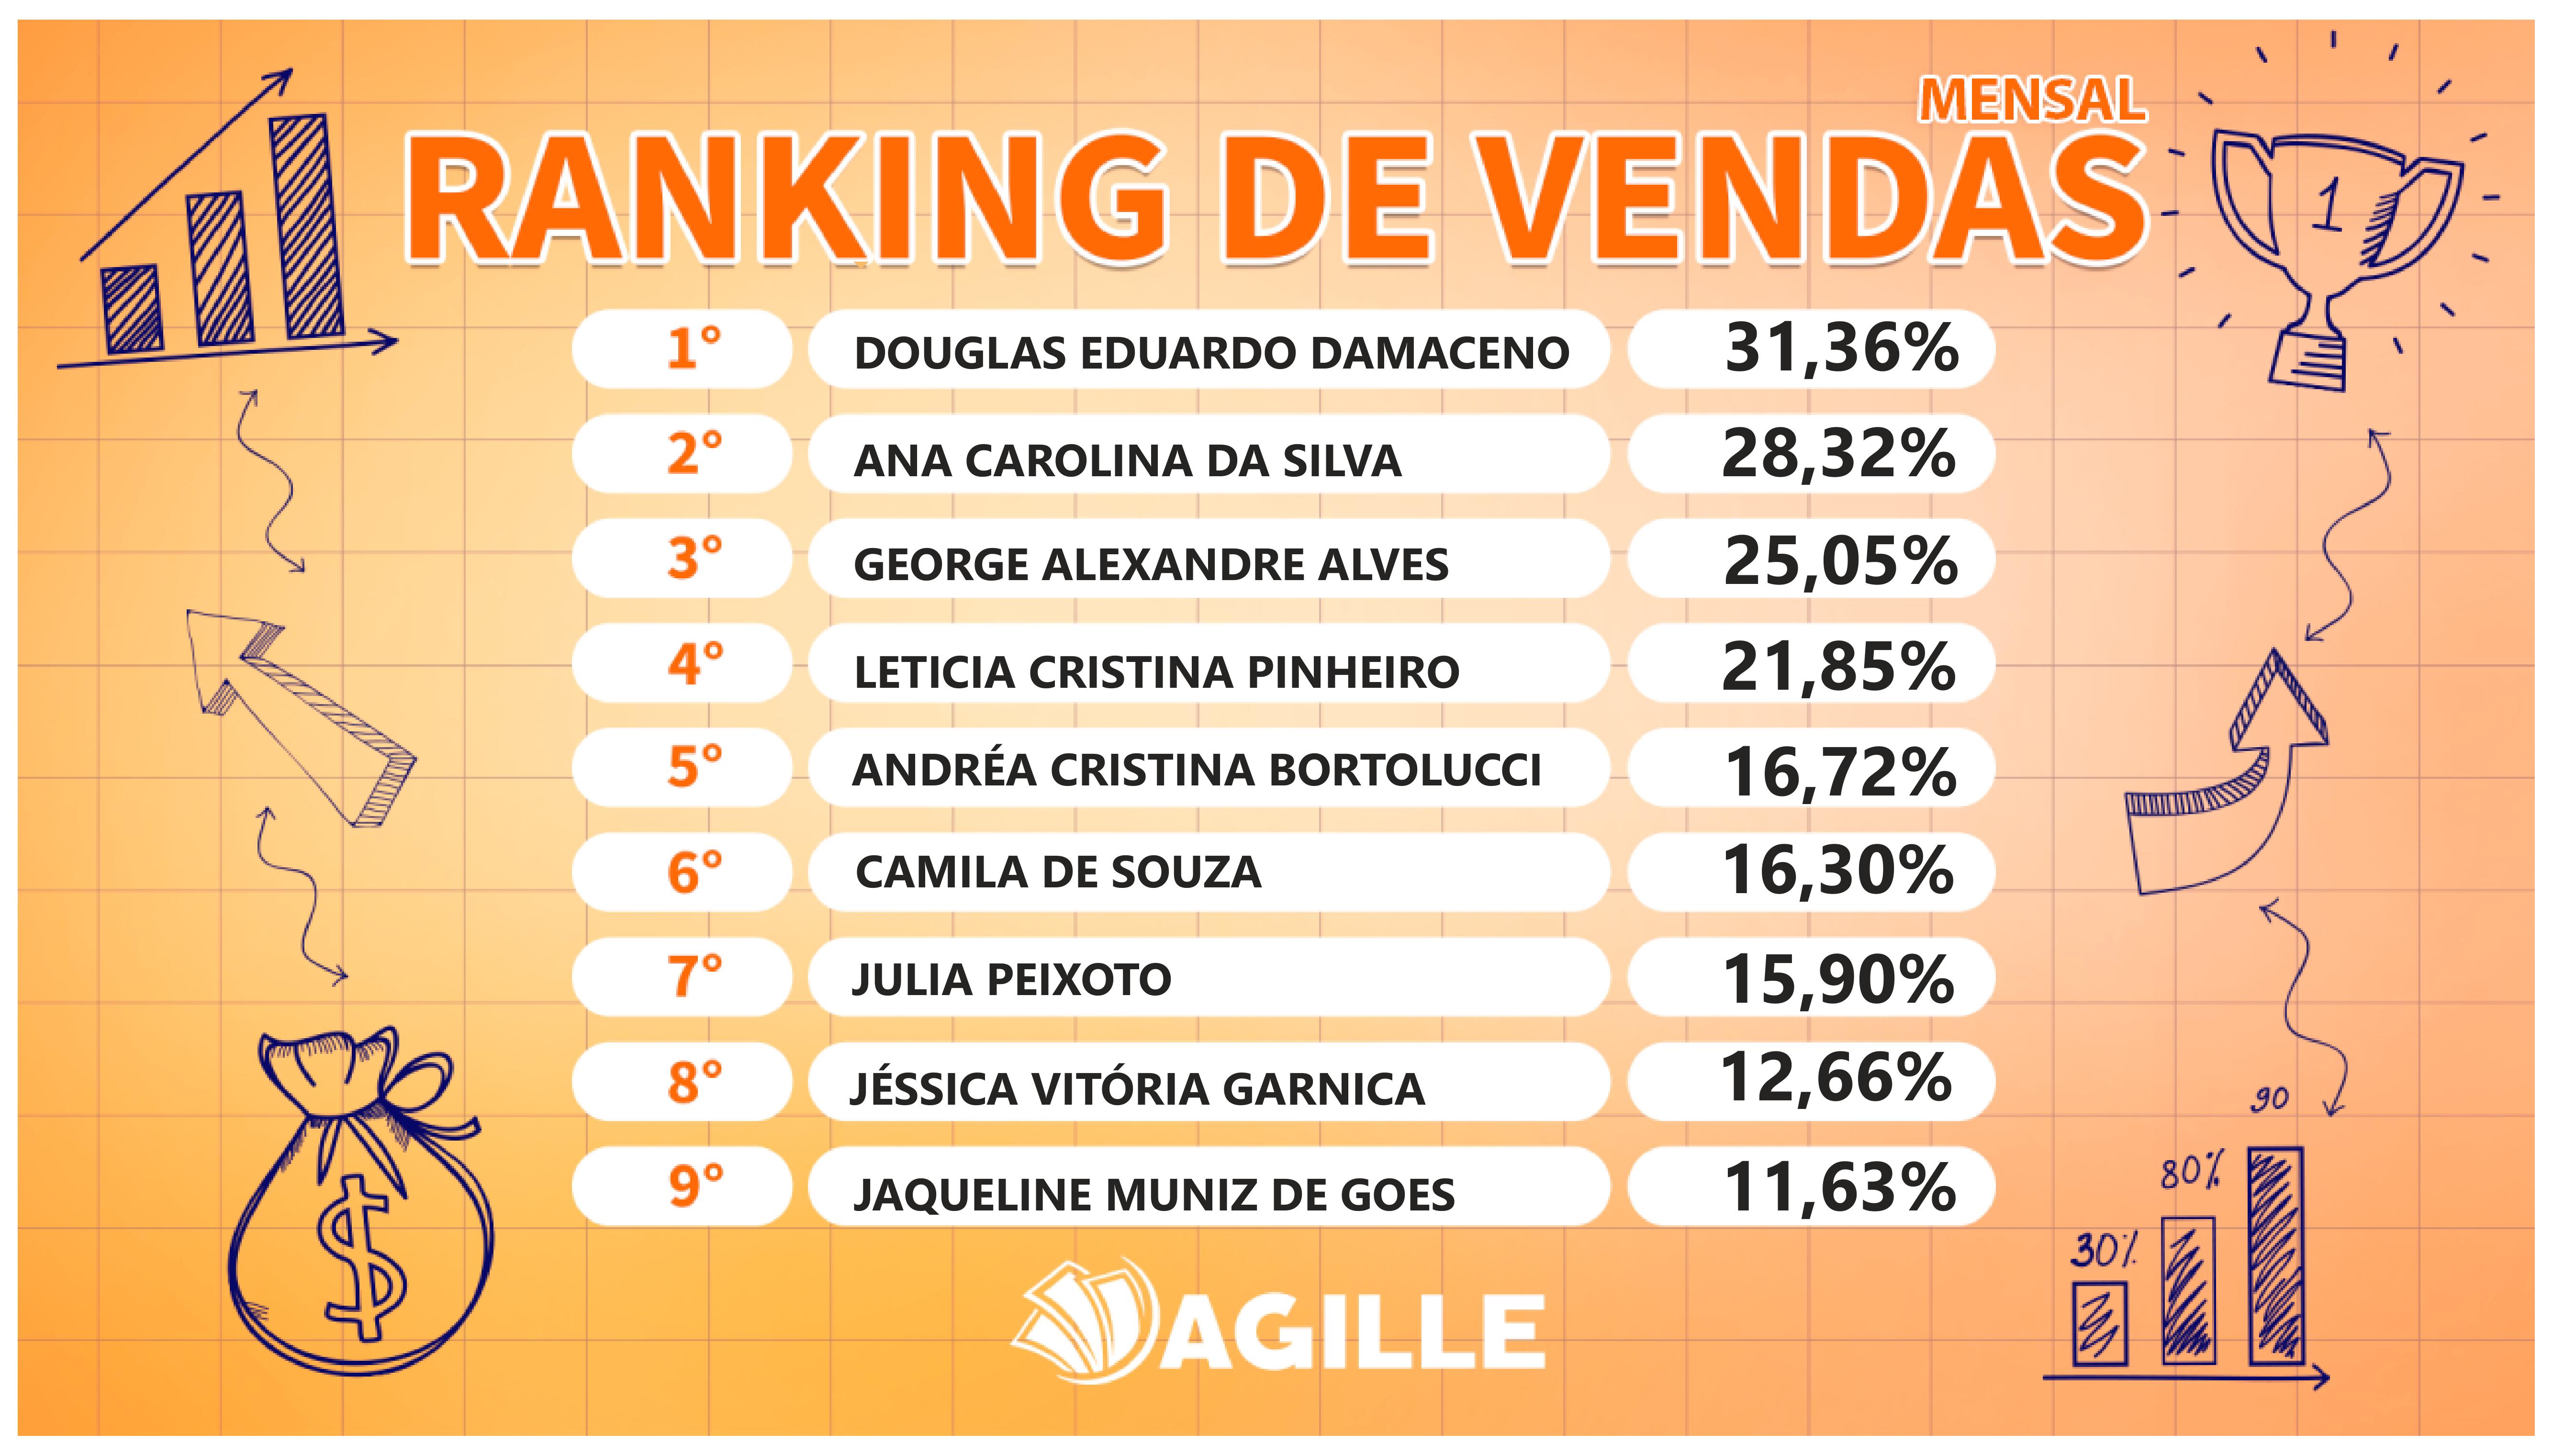 MENSAL
RANKING DE VENDAS
1
1° DOUGLAS EDUARDO DAMACENO 31,36%
2° ANA CAROLINA DA SILVA 28,32%
3° GEORGE ALEXANDRE ALVES 25,05%
4° LETICIA CRISTINA PINHEIRO 21,85%
5° ANDRÉA CRISTINA BORTOLUCCI 16,72%
6° CAMILA DE SOUZA 16,30%
7° JULIA PEIXOTO 15,90%
8° JÉSSICA VITÓRIA GARNICA 12,66%
9° JAQUELINE MUNIZ DE GOES 11,63%
90
80%
30%
$
AGILLE